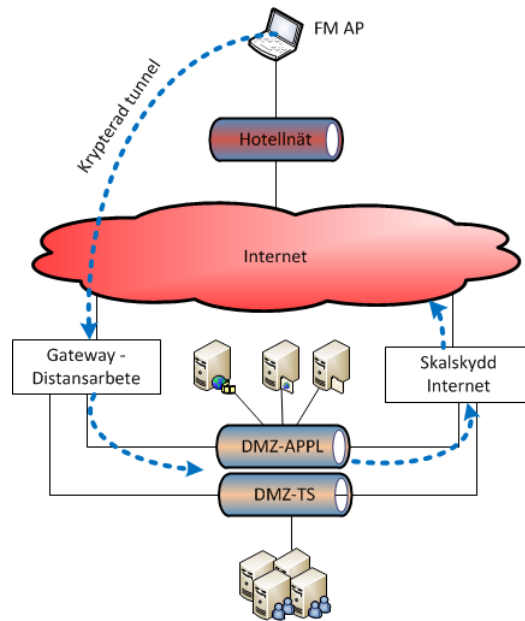 FM AP
Krypterad tunnel
Hotellnät
Internet
Gateway -
Distansarbete
Skalskydd
Internet
DMZ-APPL
DMZ-TS